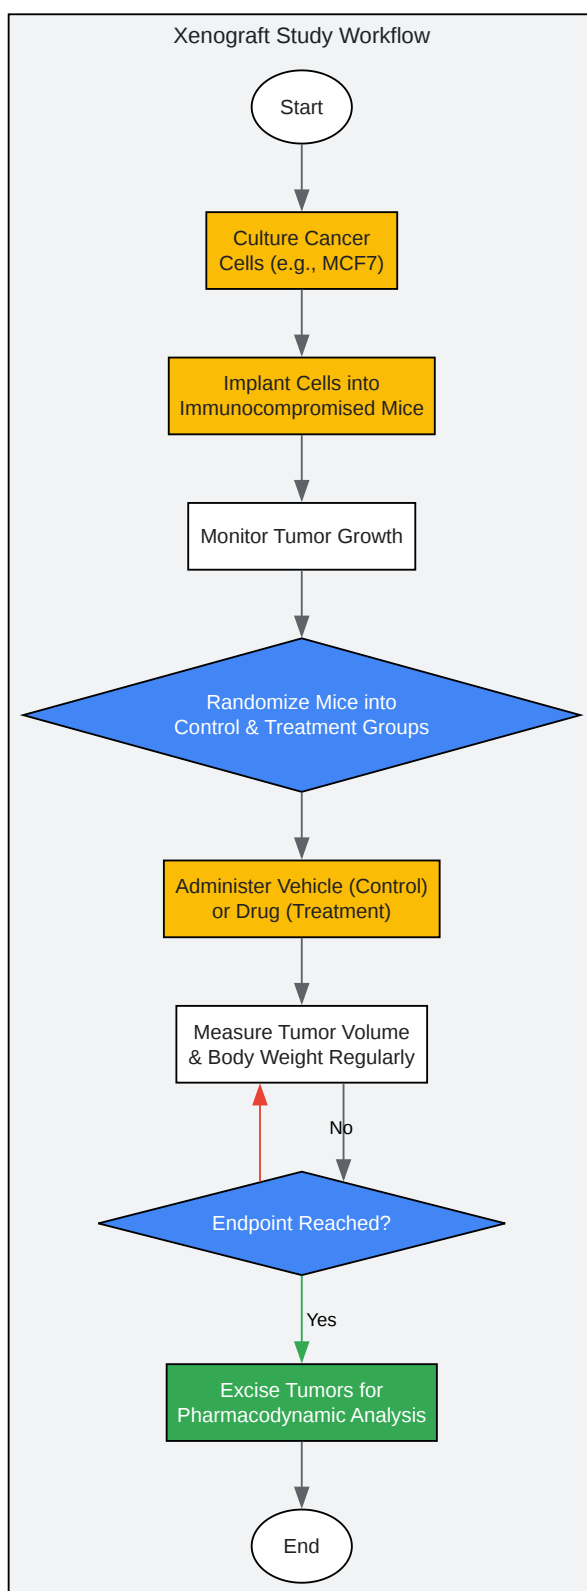 Xenograft Study Workflow
Start
Culture Cancer
Cells (e.g., MCF7)
Implant Cells into
Immunocompromised Mice
Monitor Tumor Growth
Randomize Mice into
Control & Treatment Groups
Administer Vehicle (Control)
or Drug (Treatment)
Measure Tumor Volume
& Body Weight Regularly
No
Endpoint Reached?
Yes
Excise Tumors for
Pharmacodynamic Analysis
End